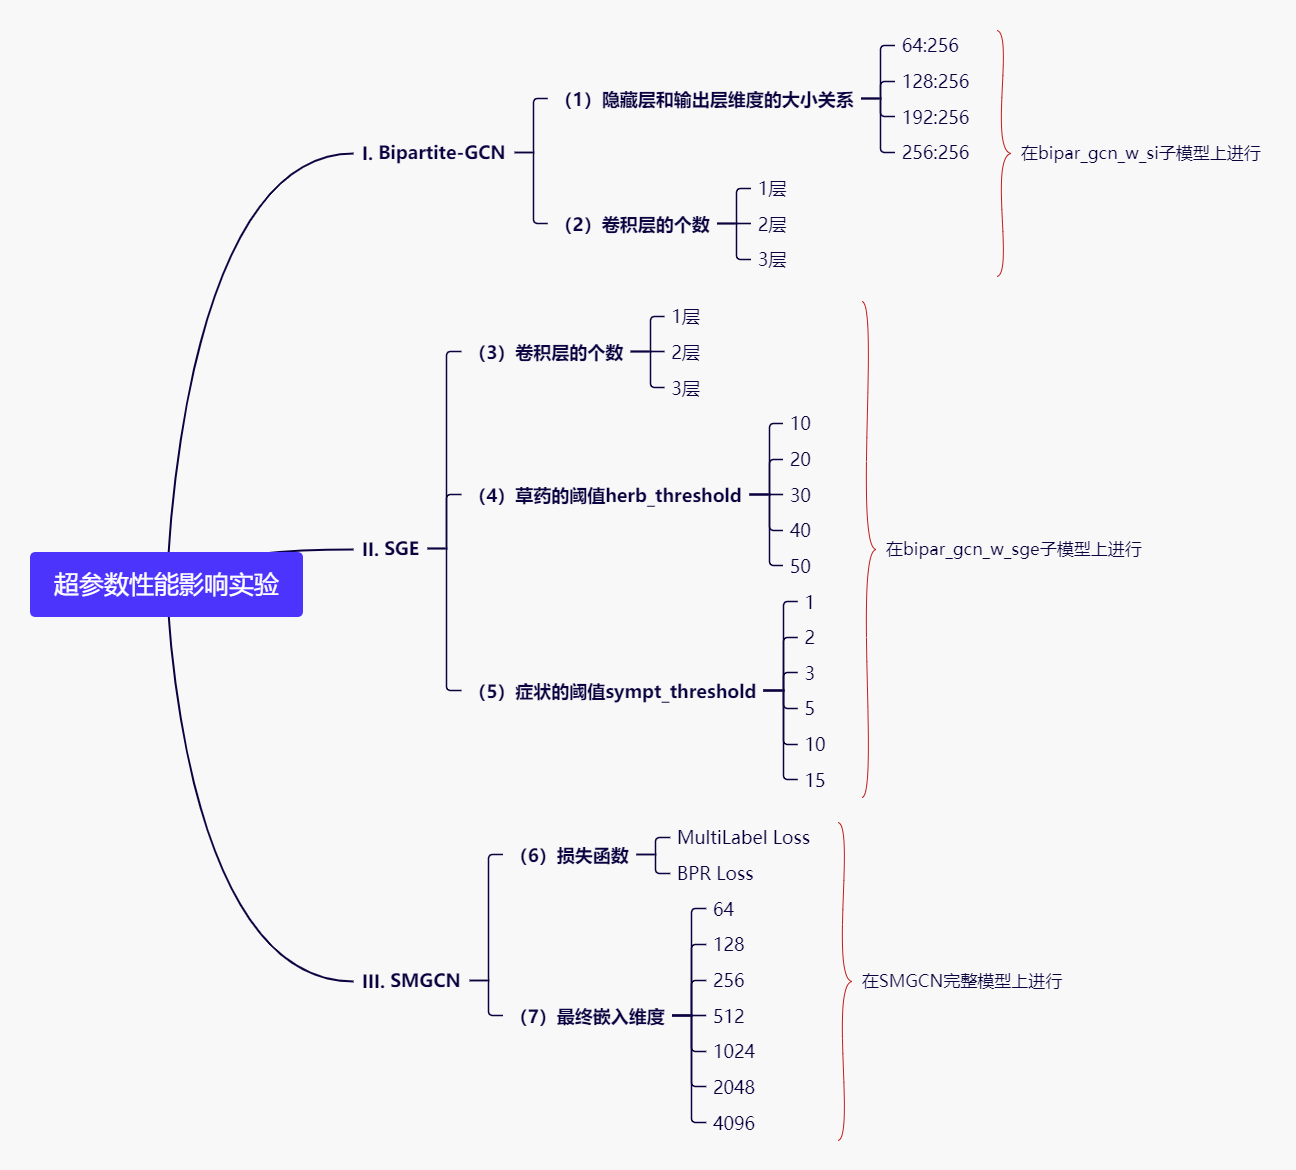 超参数性能影响实验
I. Bipartite-GCN
（1）隐藏层和输出层维度的大小关系
64:256
128:256
192:256
256:256
（2）卷积层的个数
1层
2层
3层
在bipar_gcn_w_si子模型上进行
II. SGE
（3）卷积层的个数
1层
2层
3层
（4）草药的阈值herb_threshold
10
20
30
40
50
（5）症状的阈值sympt_threshold
1
2
3
5
10
15
在bipar_gcn_w_sge子模型上进行
III. SMGCN
（6）损失函数
MultiLabel Loss
BPR Loss
（7）最终嵌入维度
64
128
256
512
1024
2048
4096
在SMGCN完整模型上进行